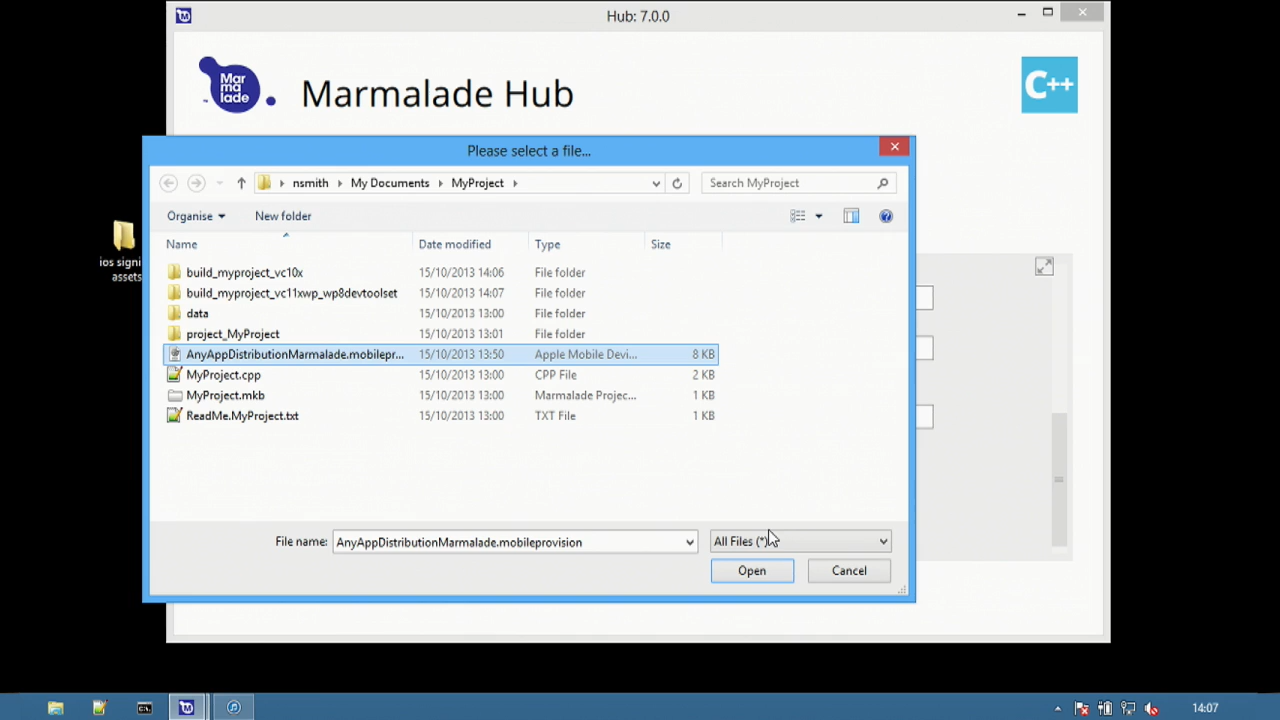 Hub: 7.0.0
Mar
ma
lade
™
Marmalade Hub
C++
Please select a file...
nsmith
My Documents
MyProject
Search MyProject
Organise
New folder
Name
Date modified
Type
Size
build_myproject_vc10x 15/10/2013 14:06 File folder
build_myproject_vc11xwp_wp8devtoolset 15/10/2013 14:07 File folder
data 15/10/2013 13:00 File folder
project_MyProject 15/10/2013 13:01 File folder
AnyAppDistributionMarmalade.mobilepr... 15/10/2013 13:50 Apple Mobile Devi... 8 KB
MyProject.cpp 15/10/2013 13:00 CPP File 2 KB
MyProject.mkb 15/10/2013 13:00 Marmalade Projec... 1 KB
ReadMe.MyProject.txt 15/10/2013 13:00 TXT File 1 KB
ios signi
assets
File name: AnyAppDistributionMarmalade.mobileprovision
All Files (*)
Open
Cancel
14:07